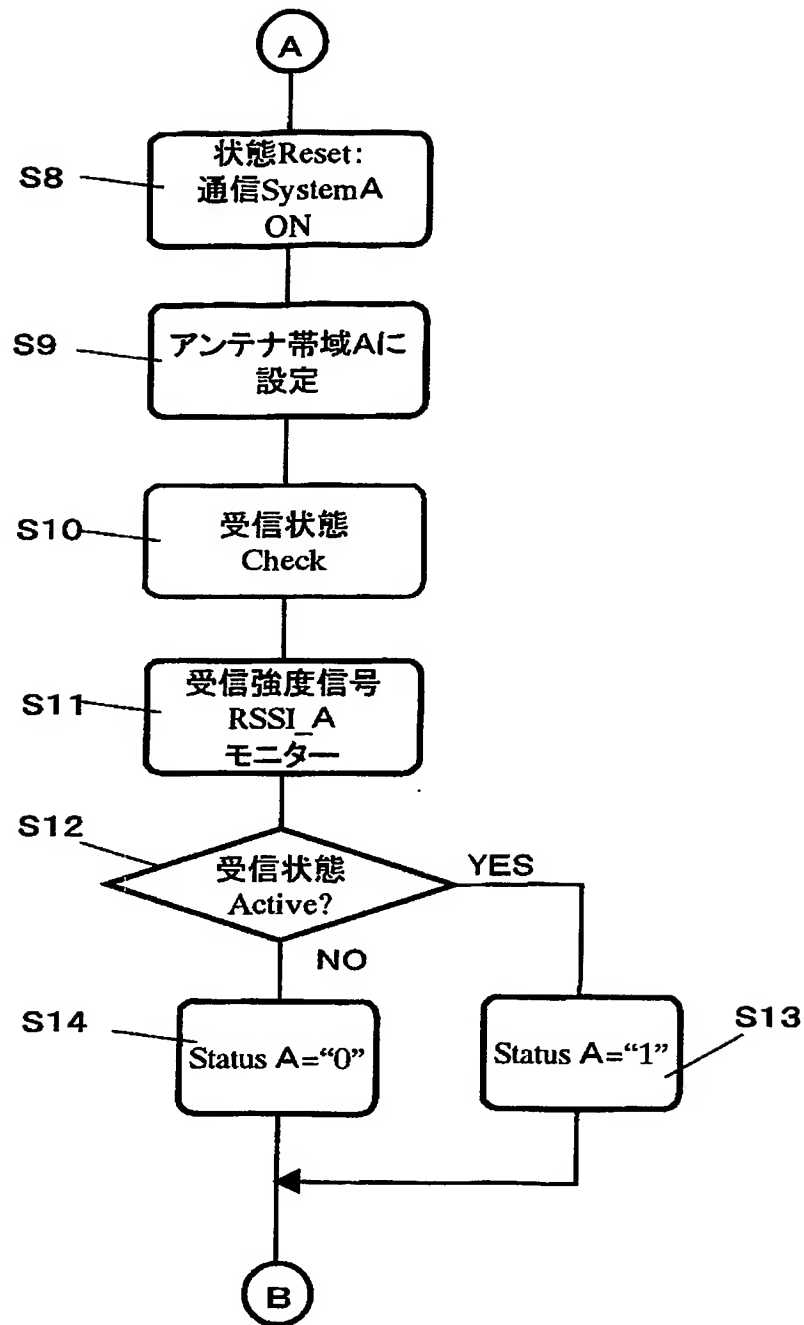 A
S8
状態Reset:
通信SystemA
ON
S9
アンテナ帯域Aに
設定
S10
受信状態
Check
S11
受信強度信号
RSSI_A
モニター
S12
受信状態
Active?
YES
NO
S14
Status A=“0”
S13
Status A=“1”
B